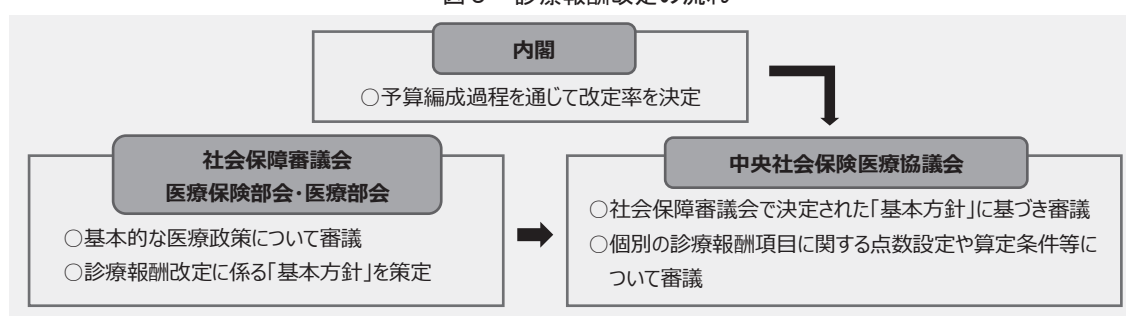 内閣
○予算編成過程を通じて改定率を決定
社会保障審議会
医療保険部会・医療部会
○基本的な医療政策について審議
○診療報酬改定に係る「基本方針」を策定
中央社会保険医療協議会
○社会保障審議会で決定された「基本方針」に基づき審議
○個別の診療報酬項目に関する点数設定や算定条件等に
ついて審議